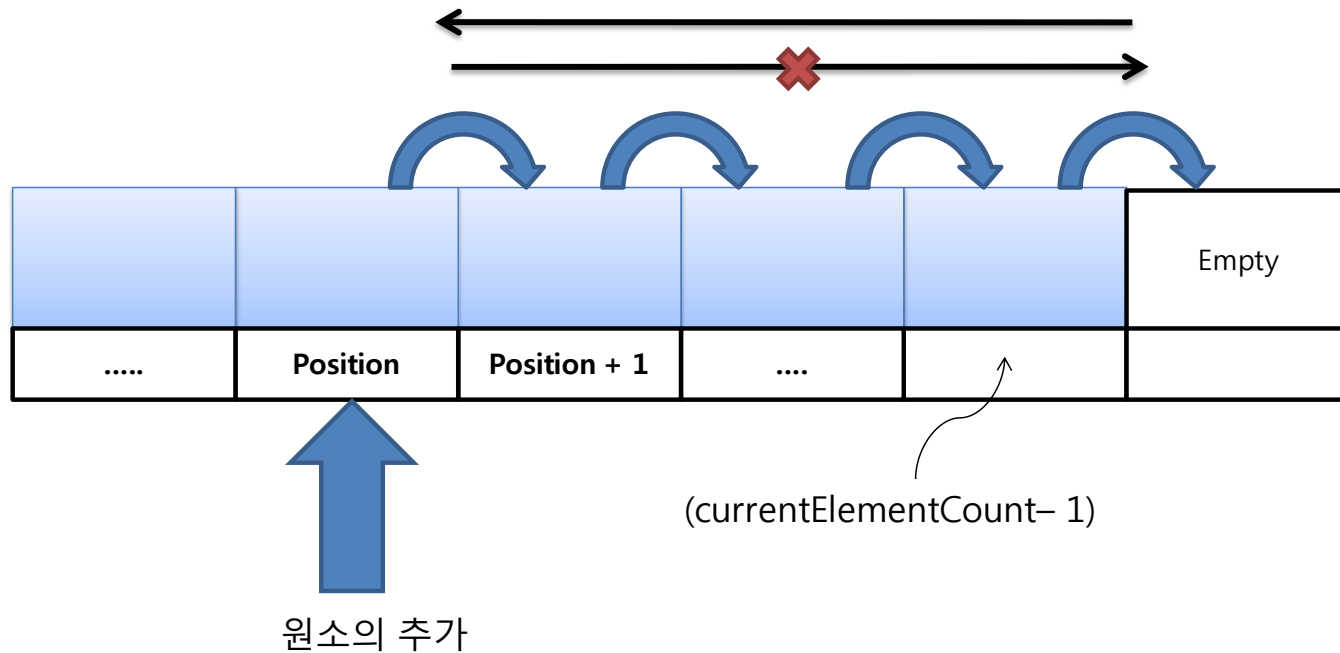 Empty
.....
Position
Position + 1
....
(currentElementCount– 1)
원소의 추가